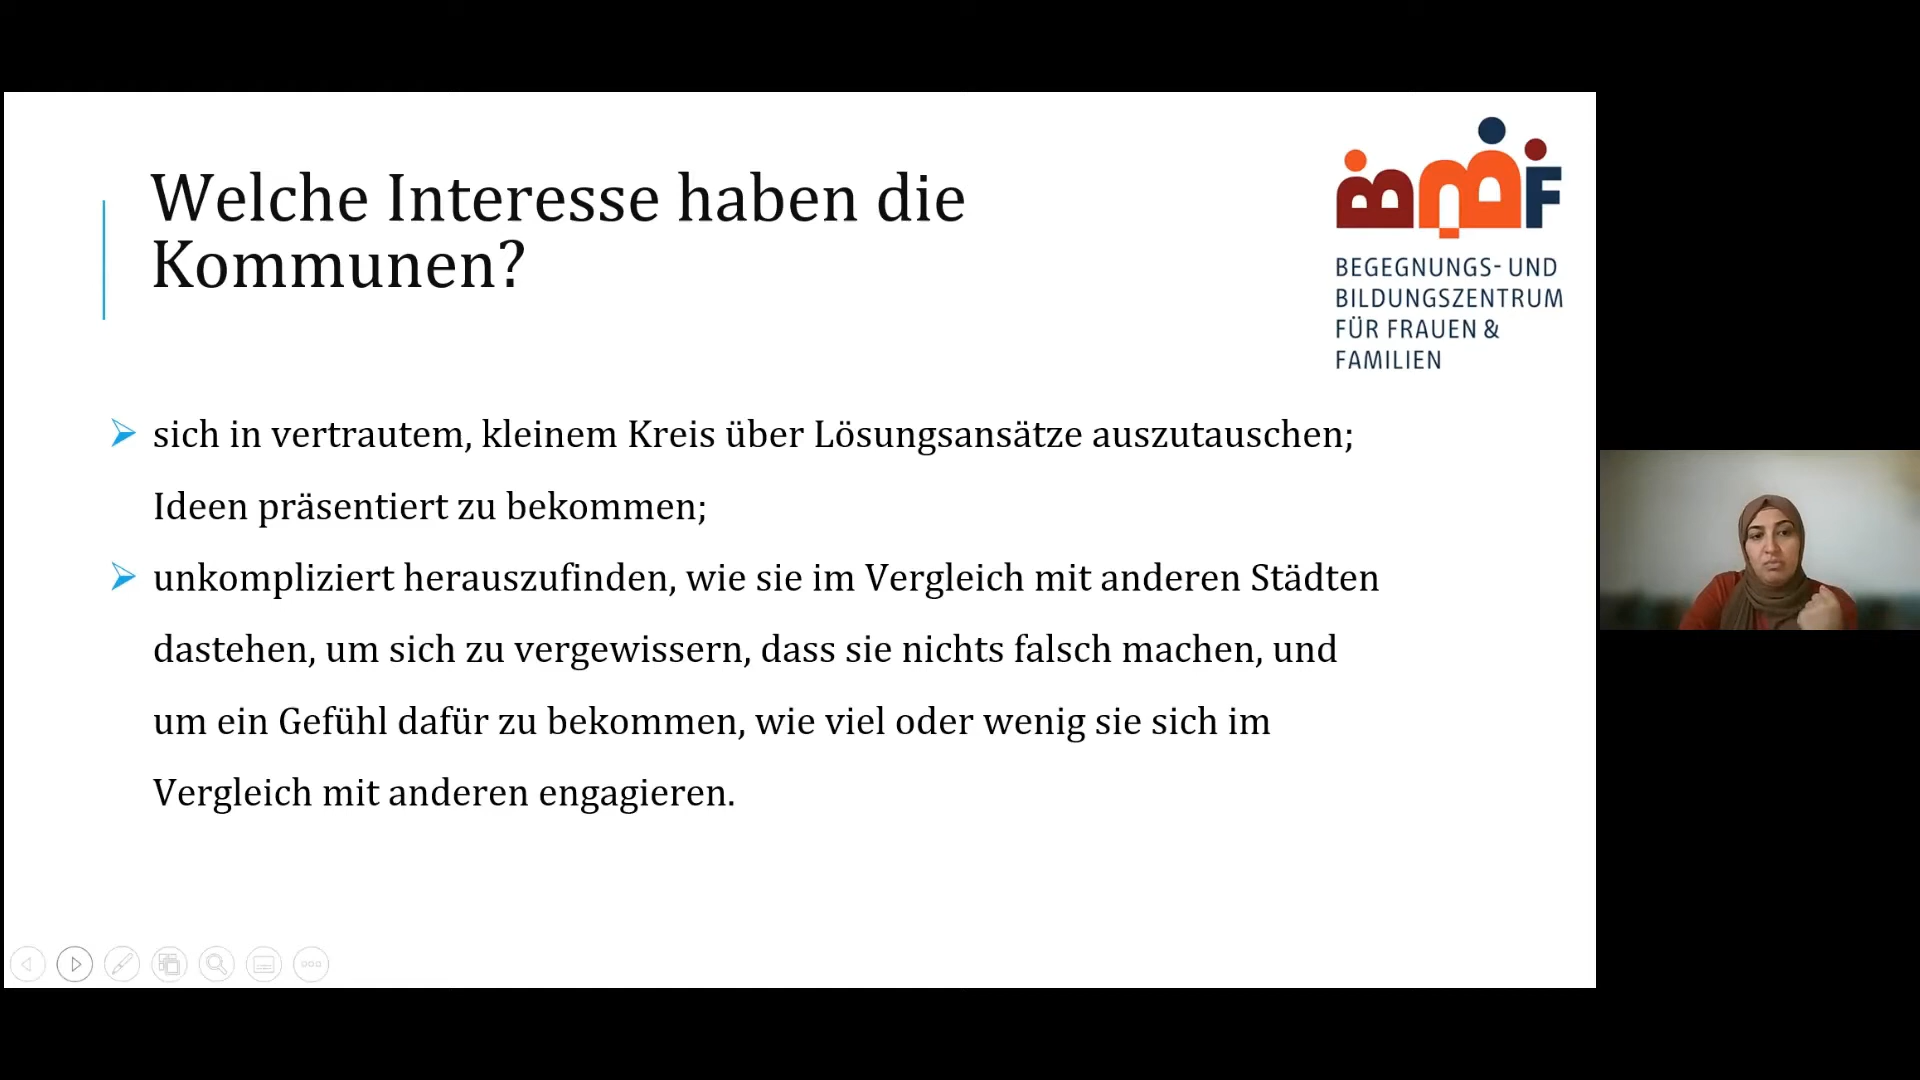 Welche Interesse haben die
Kommunen?
BBF
BEGEGNUNGS- UND
BILDUNGSZENTRUM
FÜR FRAUEN &
FAMILIEN
sich in vertrautem, kleinem Kreis über Lösungsansätze auszutauschen;
Ideen präsentiert zu bekommen;
unkompliziert herauszufinden, wie sie im Vergleich mit anderen Städten
dastehen, um sich zu vergewissern, dass sie nichts falsch machen, und
um ein Gefühl dafür zu bekommen, wie viel oder wenig sie sich im
Vergleich mit anderen engagieren.